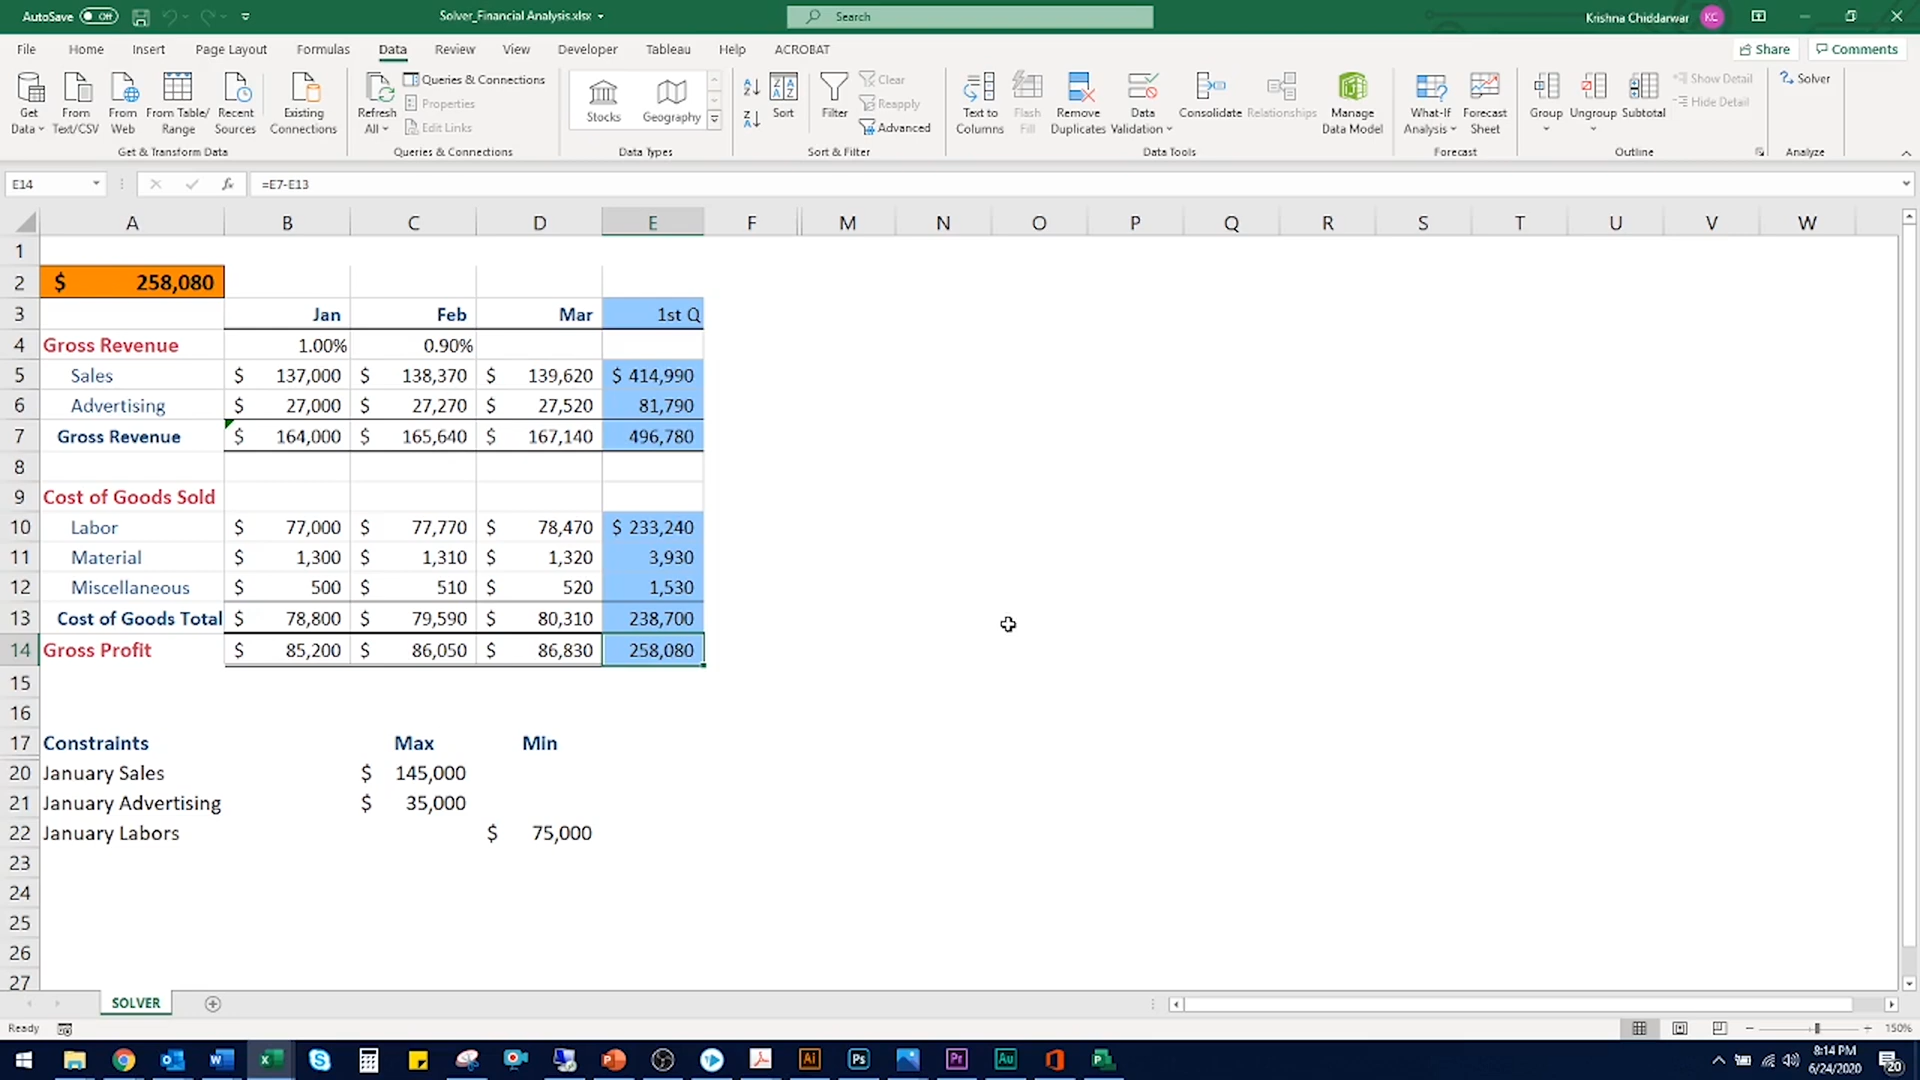 AutoSave Off Solver_Financial Analysis.xlsx Search Krishna Chiddarwar KC
File Home Insert Page Layout Formulas Data Review View Developer Tableau Help ACROBAT Share Comments
Get Data From Text/CSV From Web From Table/ Range Recent Sources Existing Connections
Get & Transform Data
Refresh All Queries & Connections
Properties
Edit Links
Queries & Connections
Stocks Geography
Data Types
Sort Filter Clear
Reapply
Advanced
Sort & Filter
Text to Columns Flash Fill Remove Duplicates Data Validation Consolidate Relationships Manage Data Model
Data Tools
What-If Analysis Forecast Sheet
Forecast
Group Ungroup Subtotal Show Detail
Hide Detail
Outline
Solver
Analyze
E14 fx =E7-E13
A B C D E F M N O P Q R S T U V W
1
2 $ 258,080
3 Jan Feb Mar 1st Q
4 Gross Revenue 1.00% 0.90%
5 Sales $ 137,000 $ 138,370 $ 139,620 $ 414,990
6 Advertising $ 27,000 $ 27,270 $ 27,520 81,790
7 Gross Revenue $ 164,000 $ 165,640 $ 167,140 496,780
8
9 Cost of Goods Sold
10 Labor $ 77,000 $ 77,770 $ 78,470 $ 233,240
11 Material $ 1,300 $ 1,310 $ 1,320 3,930
12 Miscellaneous $ 500 $ 510 $ 520 1,530
13 Cost of Goods Total $ 78,800 $ 79,590 $ 80,310 238,700
14 Gross Profit $ 85,200 $ 86,050 $ 86,830 258,080
15
16
17 Constraints Max Min
20 January Sales $ 145,000
21 January Advertising $ 35,000
22 January Labors $ 75,000
23
24
25
26
27
SOLVER
Ready 150%
Ai Ps Pr Au 8:14 PM
6/24/2020 20